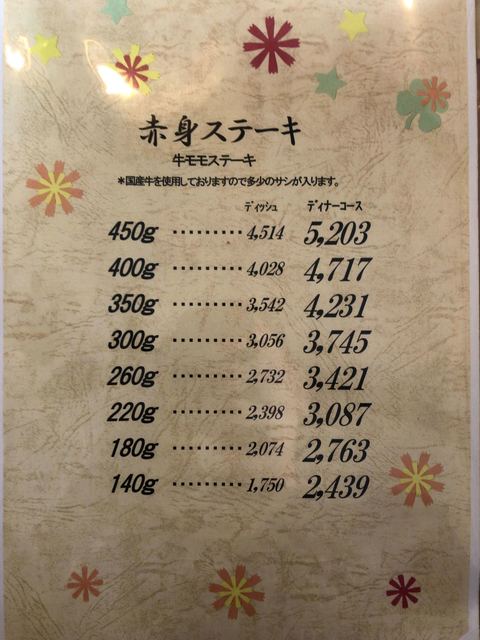 赤身ステーキ
牛モモステーキ
*国産牛を使用しておりますので多少のサシが入ります。
ディッシュ ディナーコース
450g ········· 4,514 5,203
400g ········· 4,028 4,717
350g ········· 3,542 4,231
300g ········· 3,056 3,745
260g ········· 2,732 3,421
220g ········· 2,398 3,087
180g ········· 2,074 2,763
140g ········· 1,750 2,439